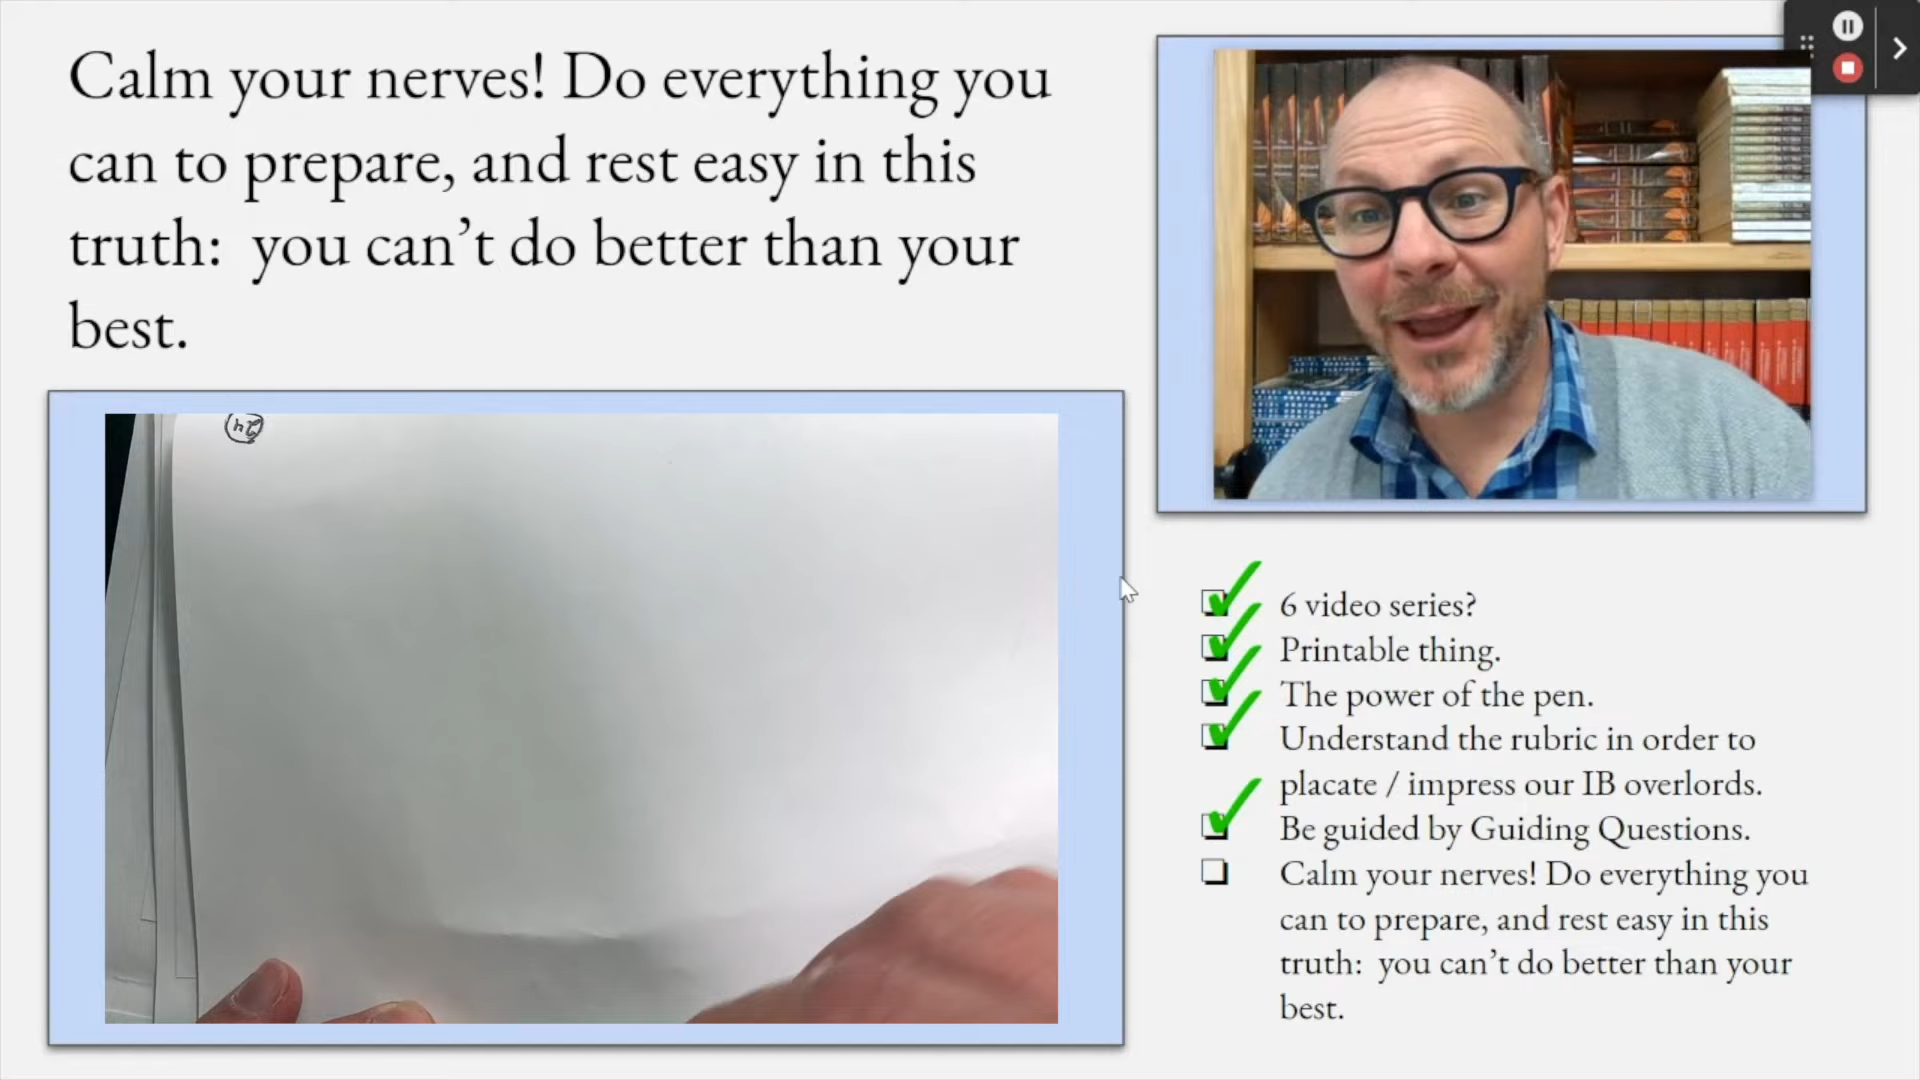 Calm your nerves! Do everything you
can to prepare, and rest easy in this
truth:  you can’t do better than your
best.
6 video series?
Printable thing.
The power of the pen.
Understand the rubric in order to
placate / impress our IB overlords.
Be guided by Guiding Questions.
Calm your nerves! Do everything you
can to prepare, and rest easy in this
truth:  you can’t do better than your
best.